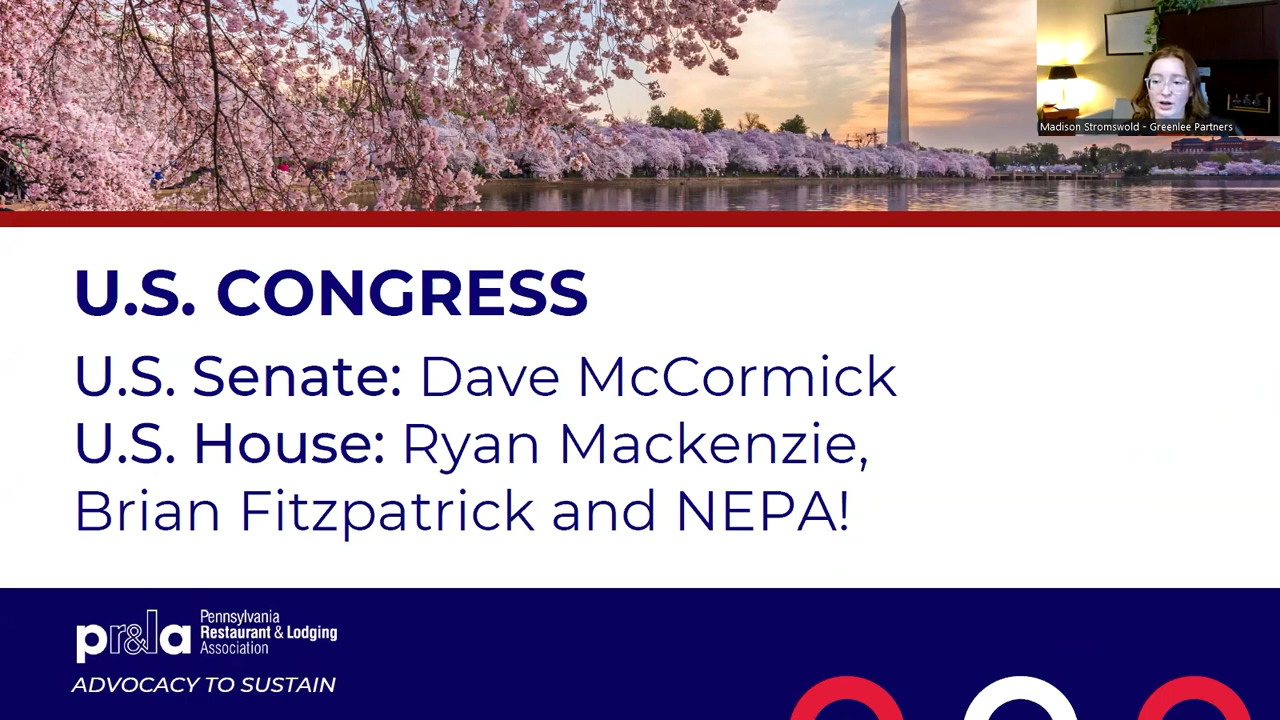 Madison Stromswold - Greenlee Partners
U.S. CONGRESS
U.S. Senate: Dave McCormick
U.S. House: Ryan Mackenzie,
Brian Fitzpatrick and NEPA!
pr&la
Pennsylvania
Restaurant & Lodging
Association
ADVOCACY TO SUSTAIN